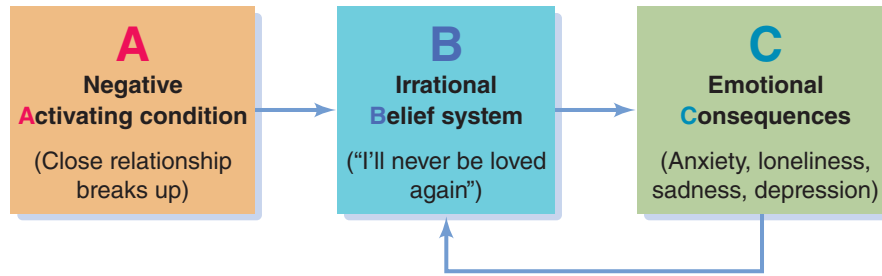 A
Negative
Activating condition
(Close relationship
breaks up)
B
Irrational
Belief system
(“I’ll never be loved
again”)
C
Emotional
Consequences
(Anxiety, loneliness,
sadness, depression)